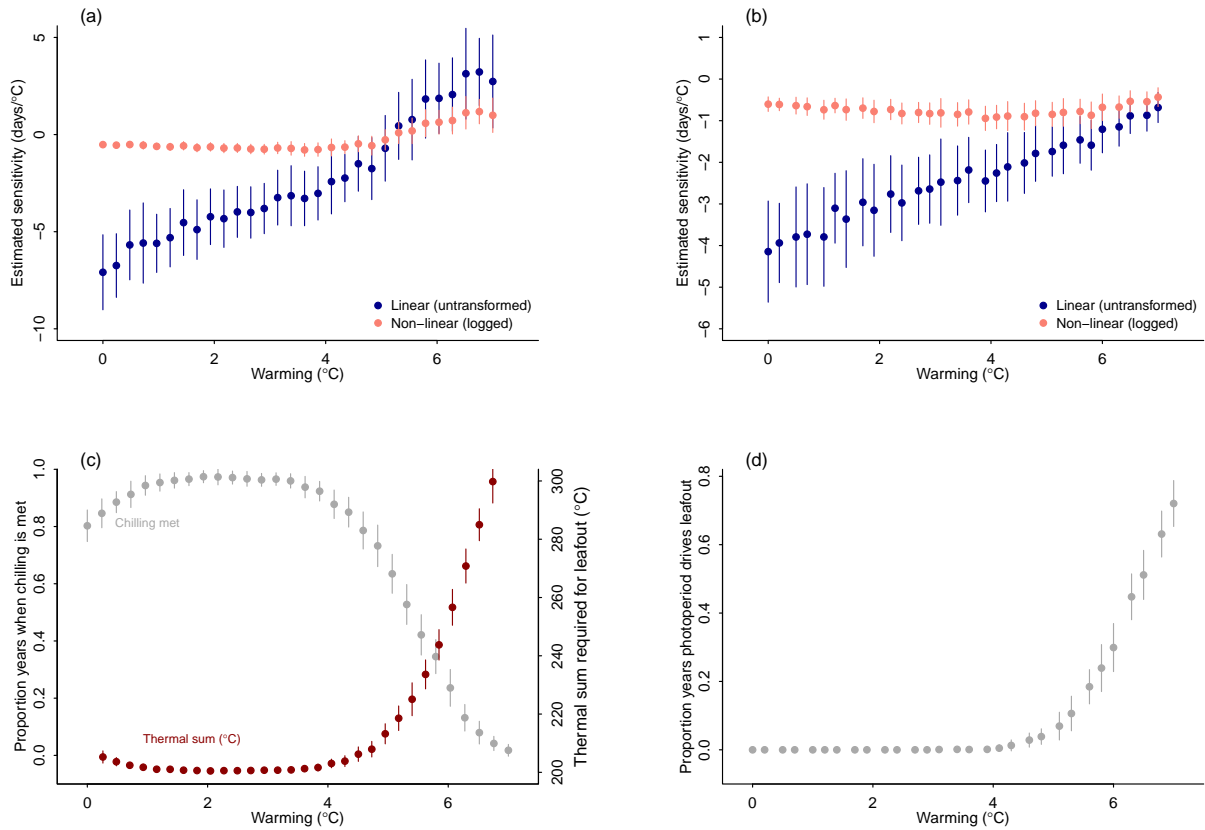 (a)
Estimated sensitivity (days/°C)
5
0
−5
−10
0
2
4
6
Warming (°C)
Linear (untransformed)
Non−linear (logged)
(b)
Estimated sensitivity (days/°C)
1
0
−1
−2
−3
−4
−5
−6
0
2
4
6
Warming (°C)
Linear (untransformed)
Non−linear (logged)
(c)
Proportion years when chilling is met
1.0
0.8
0.6
0.4
0.2
0.0
Chilling met
Thermal sum (°C)
0
2
4
6
Warming (°C)
300
280
260
240
220
200
Thermal sum required for leafout (°C)
(d)
Proportion years photoperiod drives leafout
0.8
0.6
0.4
0.2
0.0
0
2
4
6
Warming (°C)